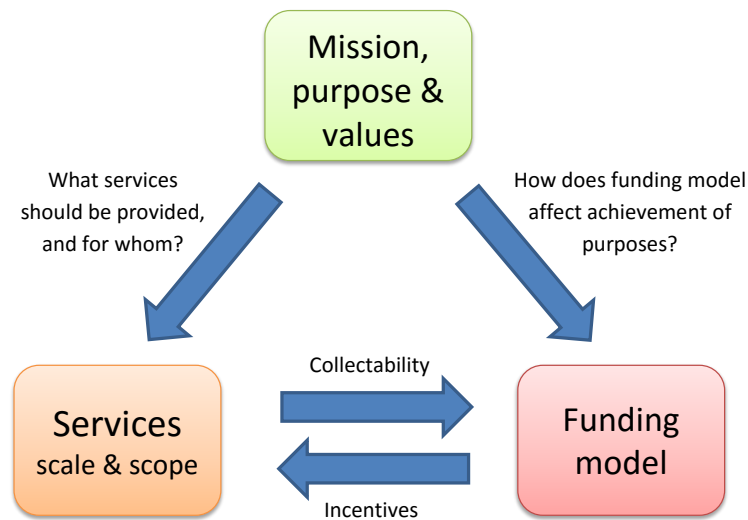 Mission,
purpose &
values
What services
should be provided,
and for whom?
How does funding model
affect achievement of
purposes?
Services
scale & scope
Collectability
Incentives
Funding
model